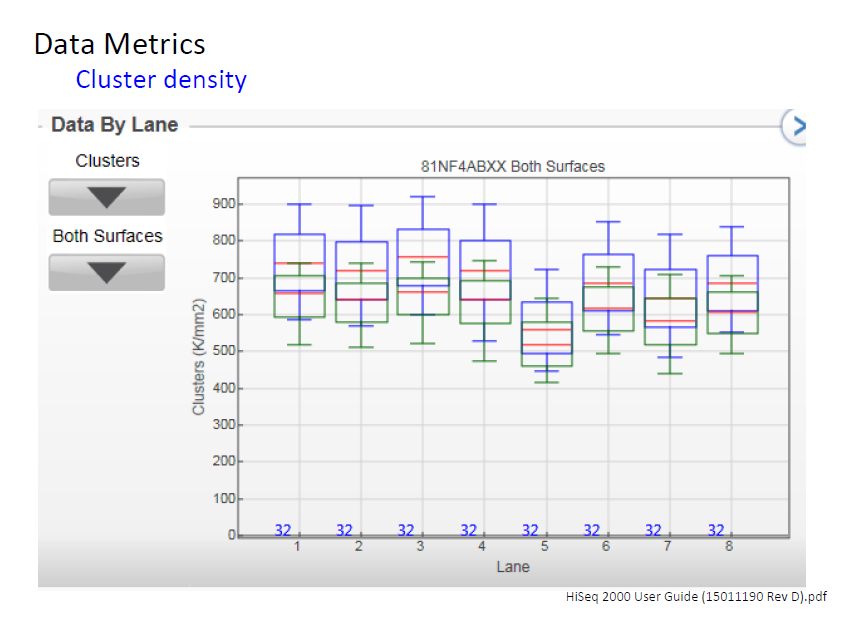 Data Metrics
Cluster density
Data By Lane
Clusters
Both Surfaces
81NF4ABXX Both Surfaces
Clusters (K/mm2)
900
800
700
600
500
400
300
200
100
0
32 32 32 32 32 32 32 32
1 2 3 4 5 6 7 8
Lane
HiSeq 2000 User Guide (15011190 Rev D).pdf